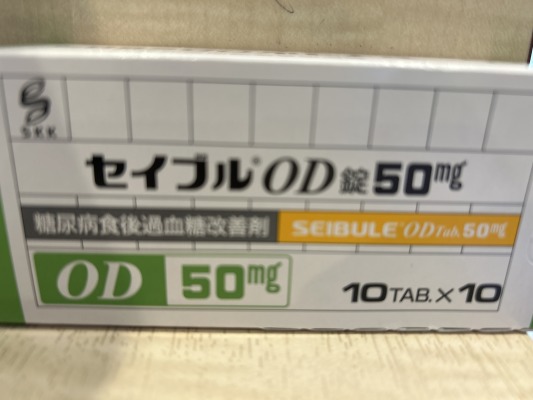 SKK
セイブル®OD錠50mg
糖尿病食後過血糖改善剤 SEIBULE® OD Tab. 50mg
OD 50mg 10TAB.×10